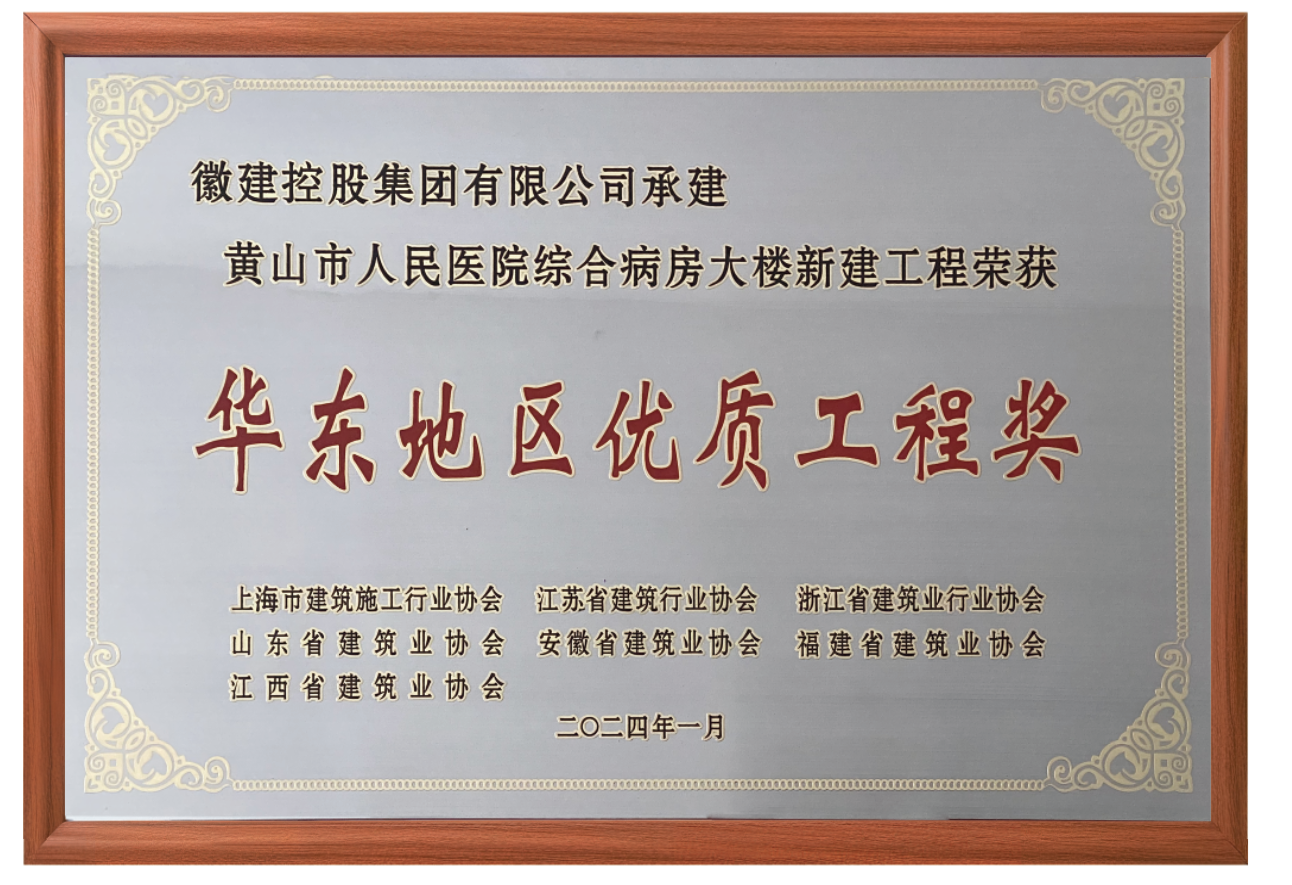 徽建控股集团有限公司承建
黄山市人民医院综合病房大楼新建工程荣获
华东地区优质工程奖
上海市建筑施工行业协会 江苏省建筑行业协会 浙江省建筑业行业协会
山东省建筑业协会 安徽省建筑业协会 福建省建筑业协会
江西省建筑业协会
二〇二四年一月